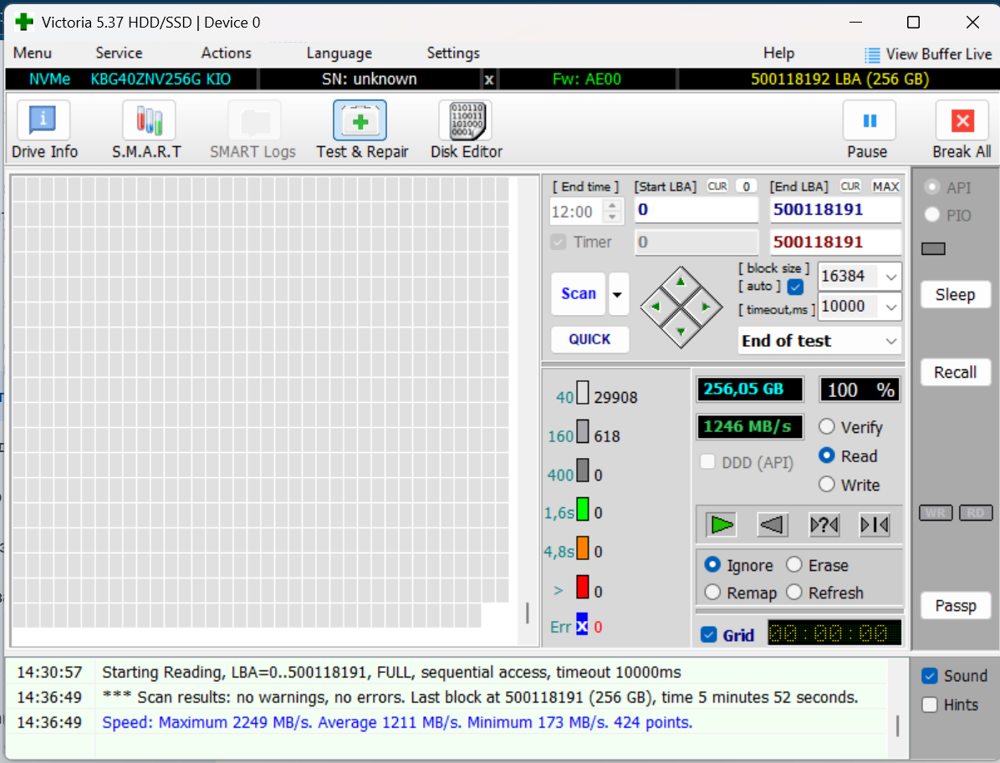 Victoria 5.37 HDD/SSD | Device 0
Menu Service Actions Language Settings Help View Buffer Live
NVMe KBG40ZNV256G KIO SN: unknown x Fw: AE00 500118192 LBA (256 GB)
Drive Info S.M.A.R.T SMART Logs Test & Repair Disk Editor Pause Break All
[ End time ] [Start LBA] CUR 0 [End LBA] CUR MAX
12:00 0 500118191
Timer 0 500118191
[ block size ] 16384
[ auto ]
[ timeout,ms ] 10000
Scan
QUICK
End of test
API
PIO
Sleep
Recall
WR RD
Passp
40 29908
160 618
400 0
1,6s 0
4,8s 0
> 0
Err x 0
256,05 GB 100 %
1246 MB/s Verify
DDD (API) Read
Write
Ignore Erase
Remap Refresh
Grid 00:00:00
14:30:57 Starting Reading, LBA=0..500118191, FULL, sequential access, timeout 10000ms
14:36:49 *** Scan results: no warnings, no errors. Last block at 500118191 (256 GB), time 5 minutes 52 seconds.
14:36:49 Speed: Maximum 2249 MB/s. Average 1211 MB/s. Minimum 173 MB/s. 424 points.
Sound
Hints